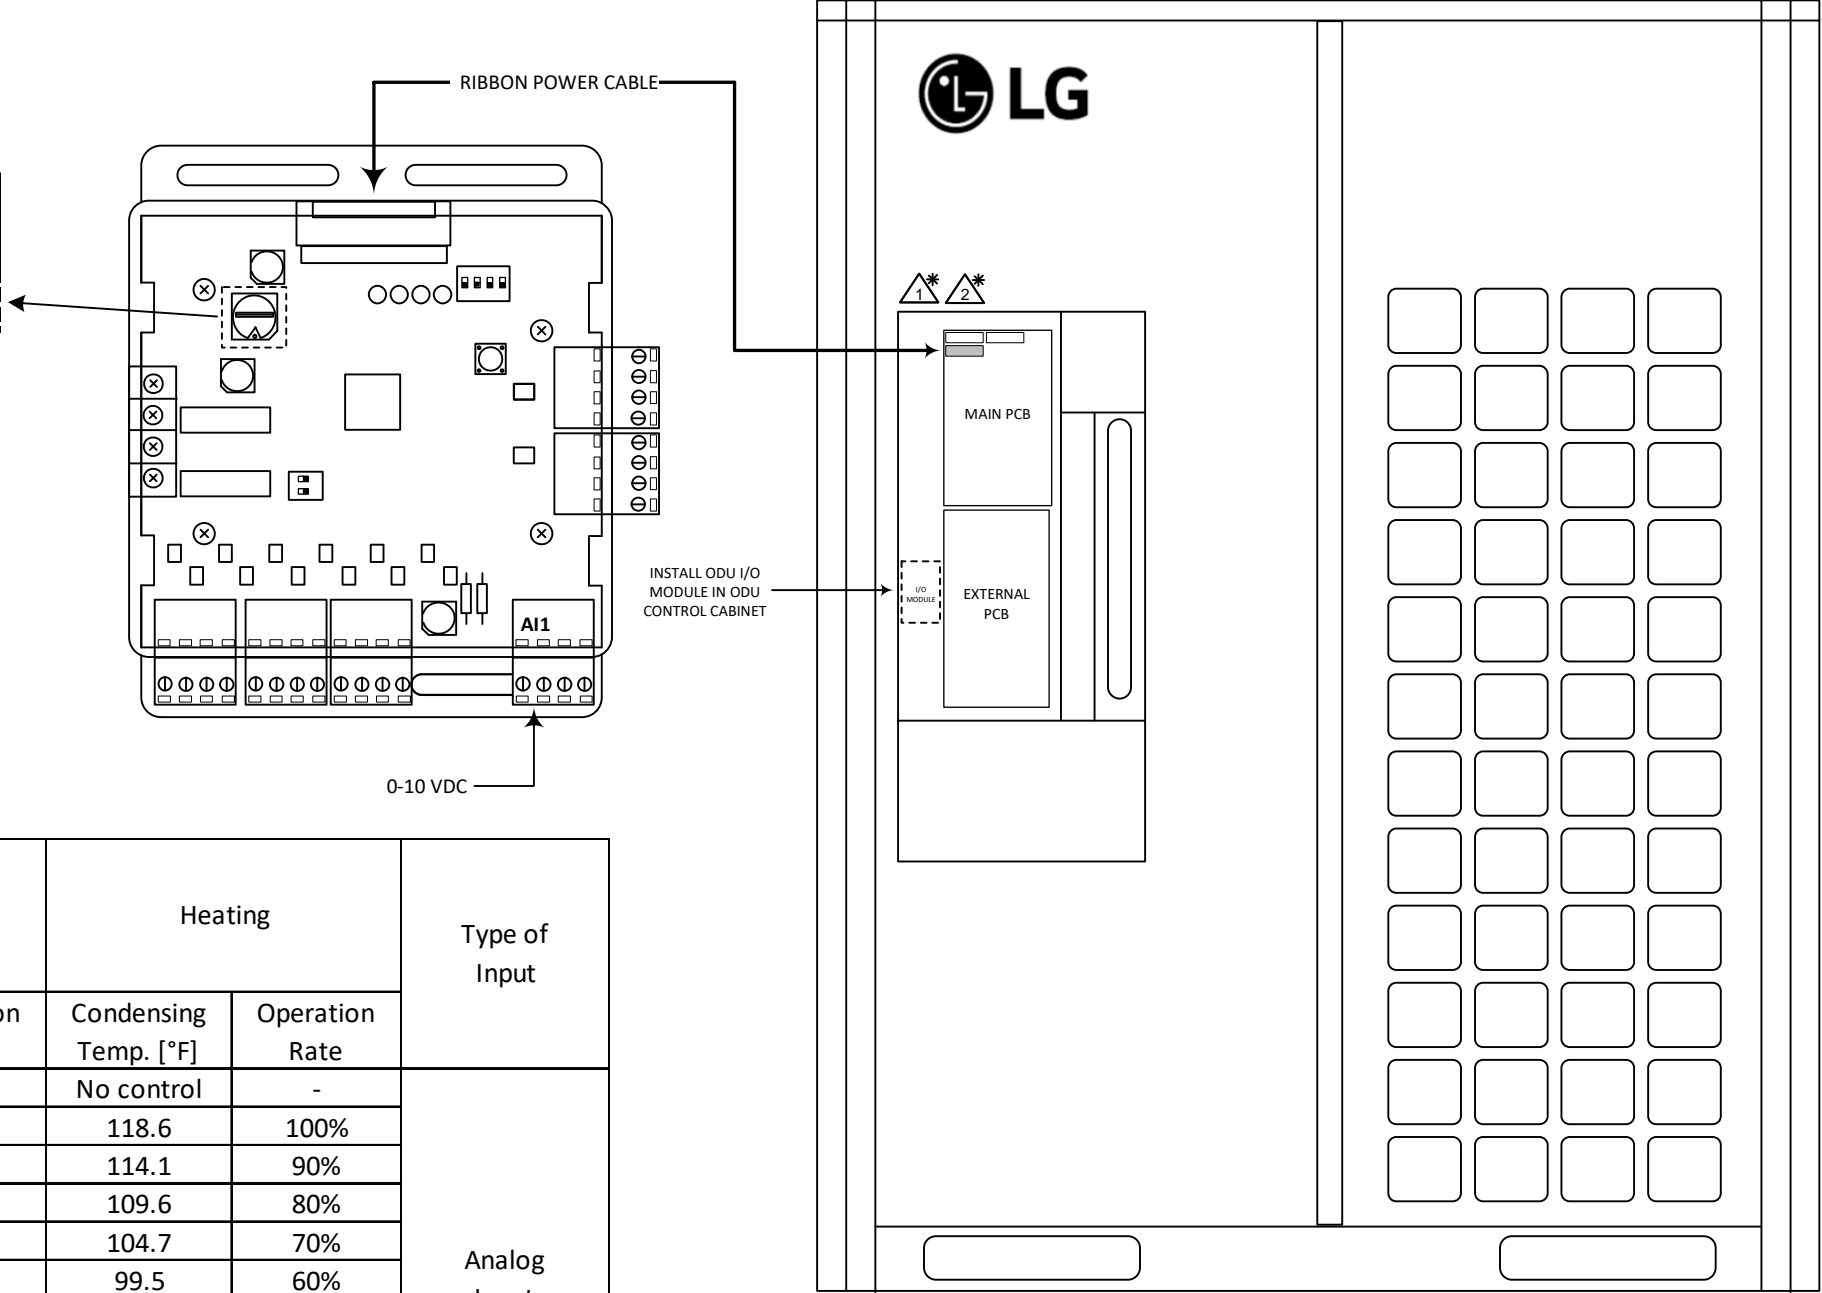 RIBBON POWER CABLE
LG
1
2
MAIN PCB
INSTALL ODU I/O
MODULE IN ODU
CONTROL CABINET
I/O
MODULE
EXTERNAL
PCB
AI1
0-10 VDC
Heating
Type of
Input
on
Condensing
Temp. [°F]
Operation
Rate
No control
-
118.6
100%
114.1
90%
109.6
80%
104.7
70%
Analog
99.5
60%